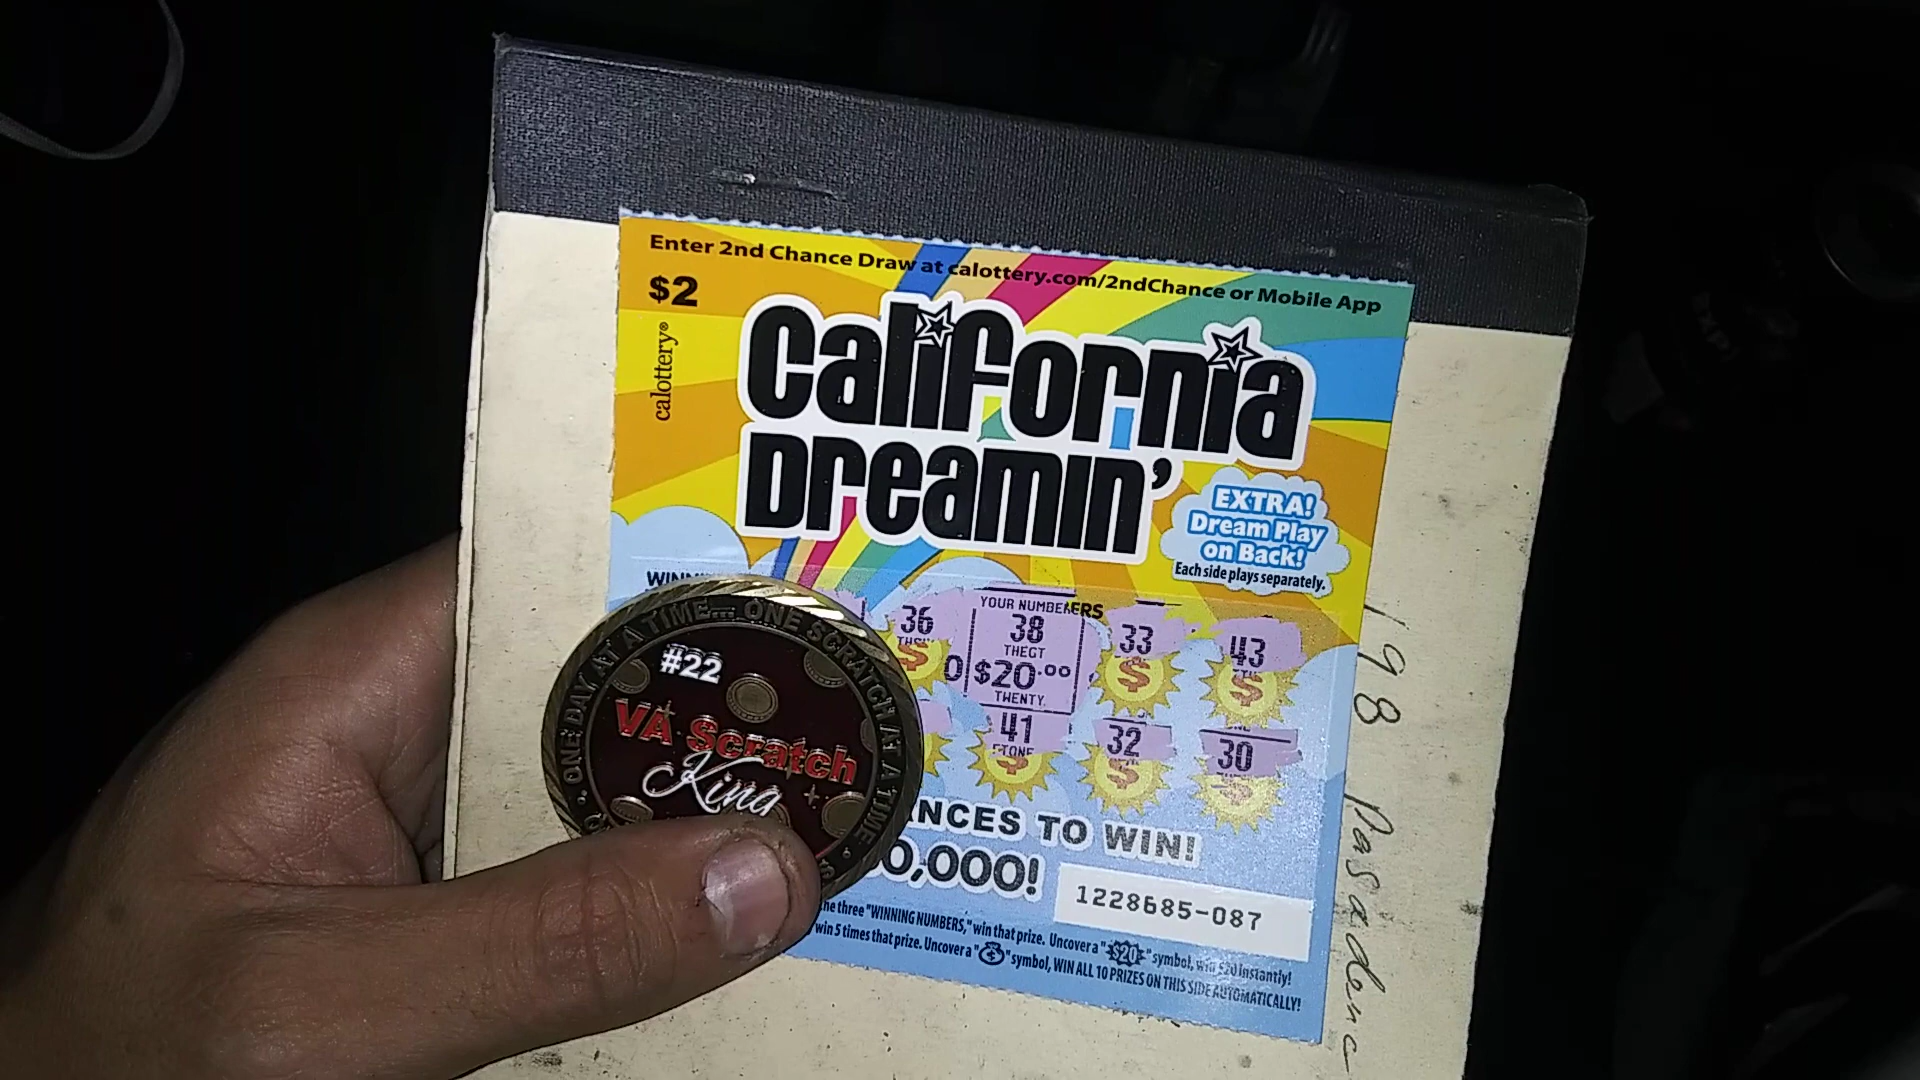 Enter 2nd Chance Draw at calottery.com/2ndChance or Mobile App
$2
calottery®
California
Dreamin'
EXTRA!
Dream Play
on Back!
Each side plays separately.
YOUR NUMBERS
36
38
THEGT
$20.00
TWENTY
33
43
41
32
30
TO WIN!
0,000!
1228685-087
three "WINNING NUMBERS," win that prize. Uncover a "$20" symbol, win $20 instantly!
win 5 times that prize. Uncover a " " symbol, WIN ALL 10 PRIZES ON THIS SIDE AUTOMATICALLY!
ONE DAY AT A TIME... ONE SCRATCH AT A TIME
#22
VA Scratch
King
198 Pasadena